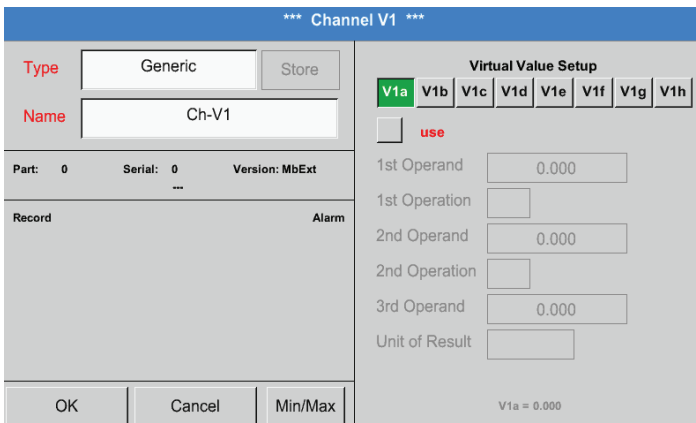 *** Channel V1 ***
Type Generic Store
Name Ch-V1
Part: 0 Serial: 0 Version: MbExt
---
Record Alarm
OK Cancel Min/Max
Virtual Value Setup
V1a V1b V1c V1d V1e V1f V1g V1h
use
1st Operand 0.000
1st Operation
2nd Operand 0.000
2nd Operation
3rd Operand 0.000
Unit of Result
V1a = 0.000